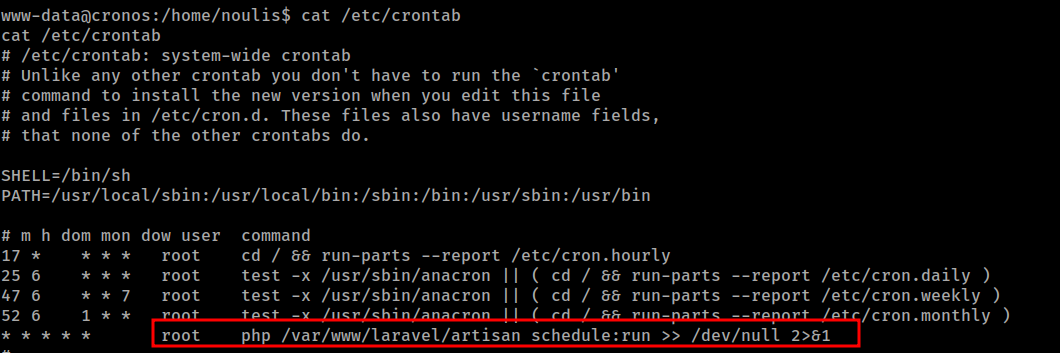 www-data@cronos:/home/noulis$ cat /etc/crontab
cat /etc/crontab
# /etc/crontab: system-wide crontab
# Unlike any other crontab you don't have to run the `crontab'
# command to install the new version when you edit this file
# and files in /etc/cron.d. These files also have username fields,
# that none of the other crontabs do.

SHELL=/bin/sh
PATH=/usr/local/sbin:/usr/local/bin:/sbin:/bin:/usr/sbin:/usr/bin

# m h dom mon dow user  command
17 *    * * *   root    cd / && run-parts --report /etc/cron.hourly
25 6    * * *   root    test -x /usr/sbin/anacron || ( cd / && run-parts --report /etc/cron.daily )
47 6    * * 7   root    test -x /usr/sbin/anacron || ( cd / && run-parts --report /etc/cron.weekly )
52 6    1 * *   root    test -x /usr/sbin/anacron || ( cd / && run-parts --report /etc/cron.monthly )
* * * * *       root    php /var/www/laravel/artisan schedule:run >> /dev/null 2>&1
#